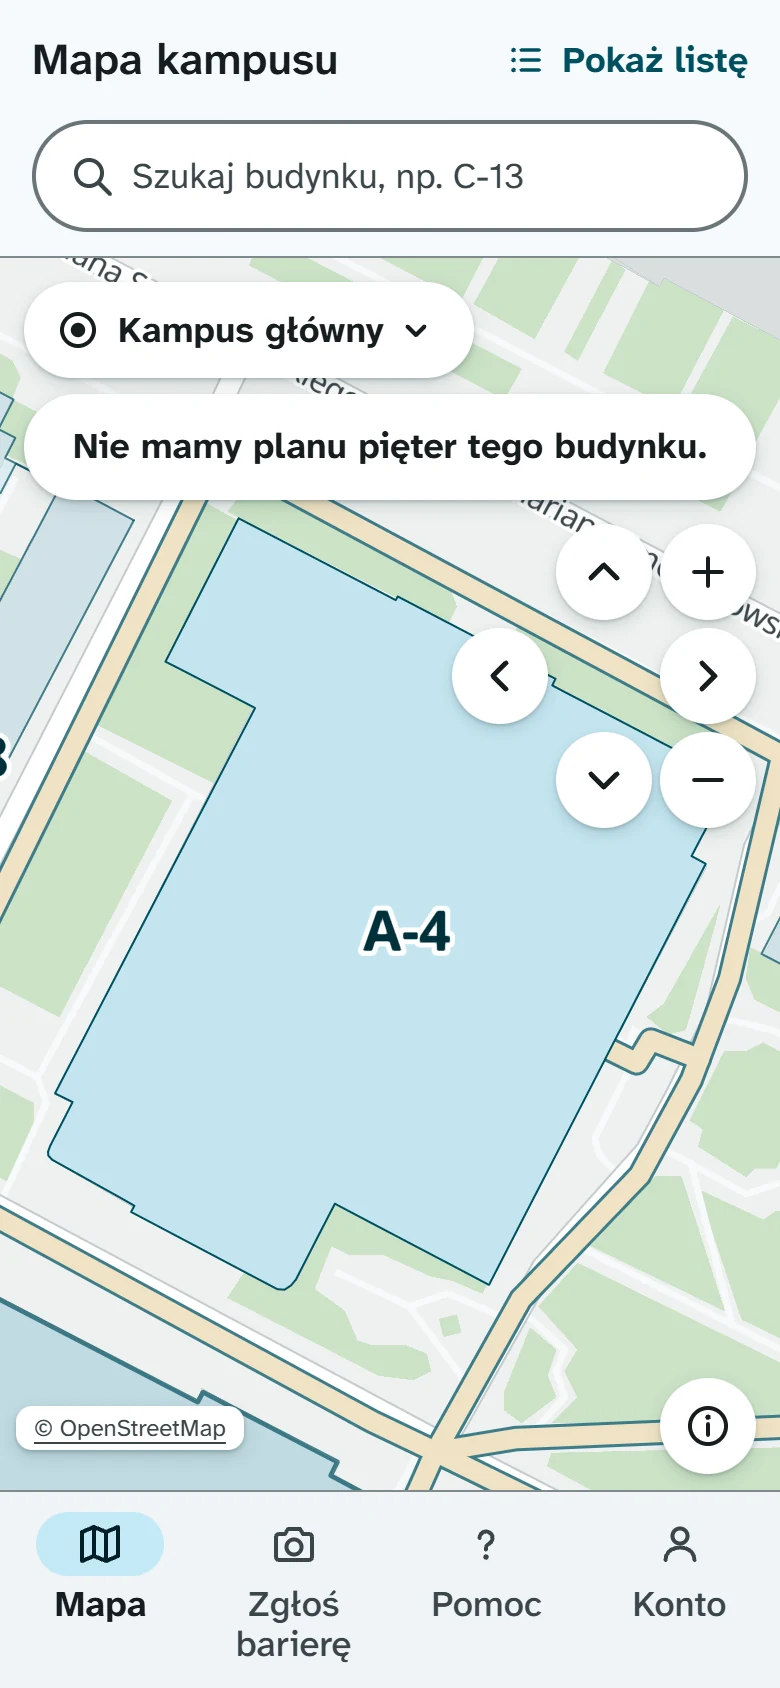 Mapa kampusu
Pokaż listę
Szukaj budynku, np. C-13
Kampus główny
Nie mamy planu pięter tego budynku.
A-4
© OpenStreetMap
Mapa
Zgłoś
barierę
Pomoc
Konto